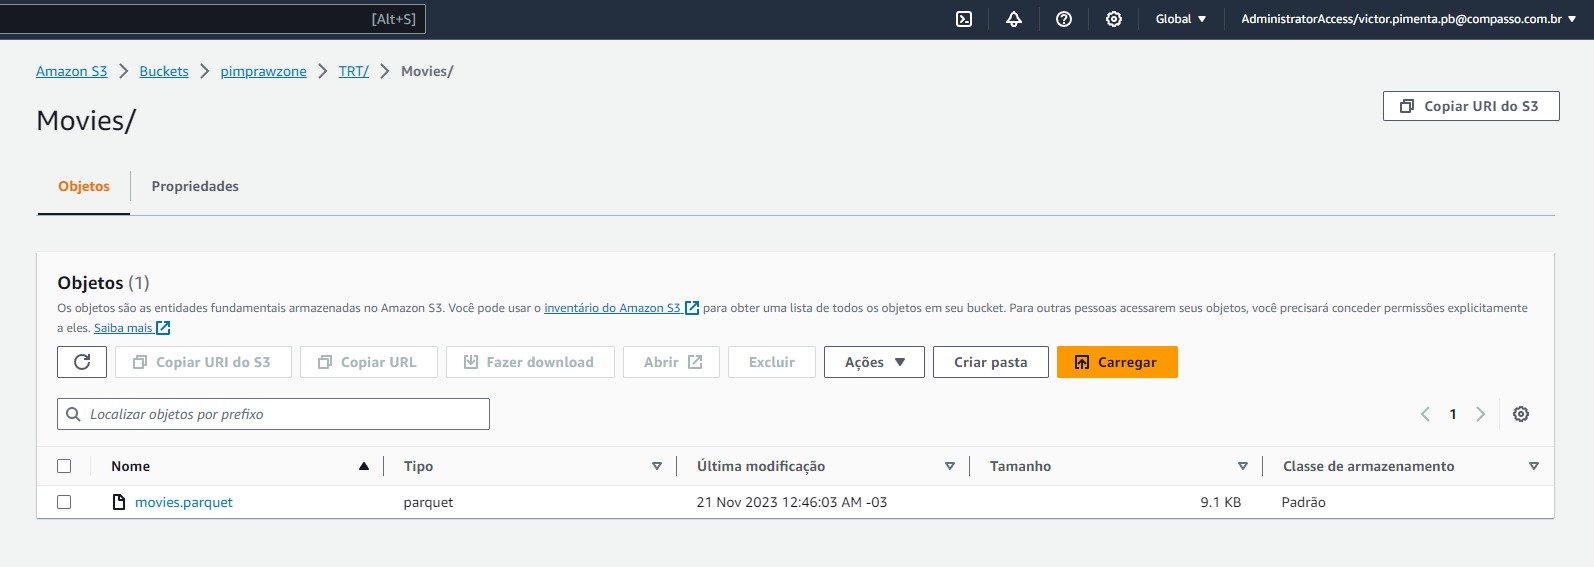 [Alt+S] Global AdministratorAccess/victor.pimenta.pb@compasso.com.br
Amazon S3 Buckets pimprawzone TRT/ Movies/
Movies/
Copiar URI do S3
Objetos Propriedades
Objetos (1)
Os objetos são as entidades fundamentais armazenadas no Amazon S3. Você pode usar o inventário do Amazon S3 para obter uma lista de todos os objetos em seu bucket. Para outras pessoas acessarem seus objetos, você precisará conceder permissões explicitamente
a eles. Saiba mais
Copiar URI do S3 Copiar URL Fazer download Abrir Excluir Ações Criar pasta Carregar
Localizar objetos por prefixo 1
Nome Tipo Última modificação Tamanho Classe de armazenamento
movies.parquet parquet 21 Nov 2023 12:46:03 AM -03 9.1 KB Padrão